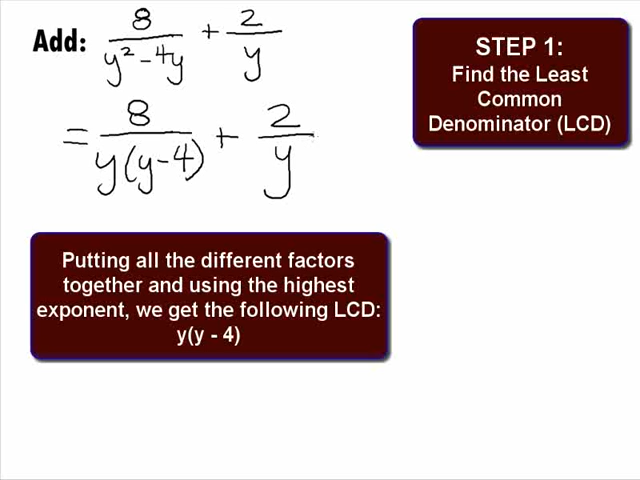 Add: 8/(y² - 4y) + 2/y
= 8/(y(y - 4)) + 2/y
STEP 1:
Find the Least
Common
Denominator (LCD)
Putting all the different factors
together and using the highest
exponent, we get the following LCD:
y(y - 4)